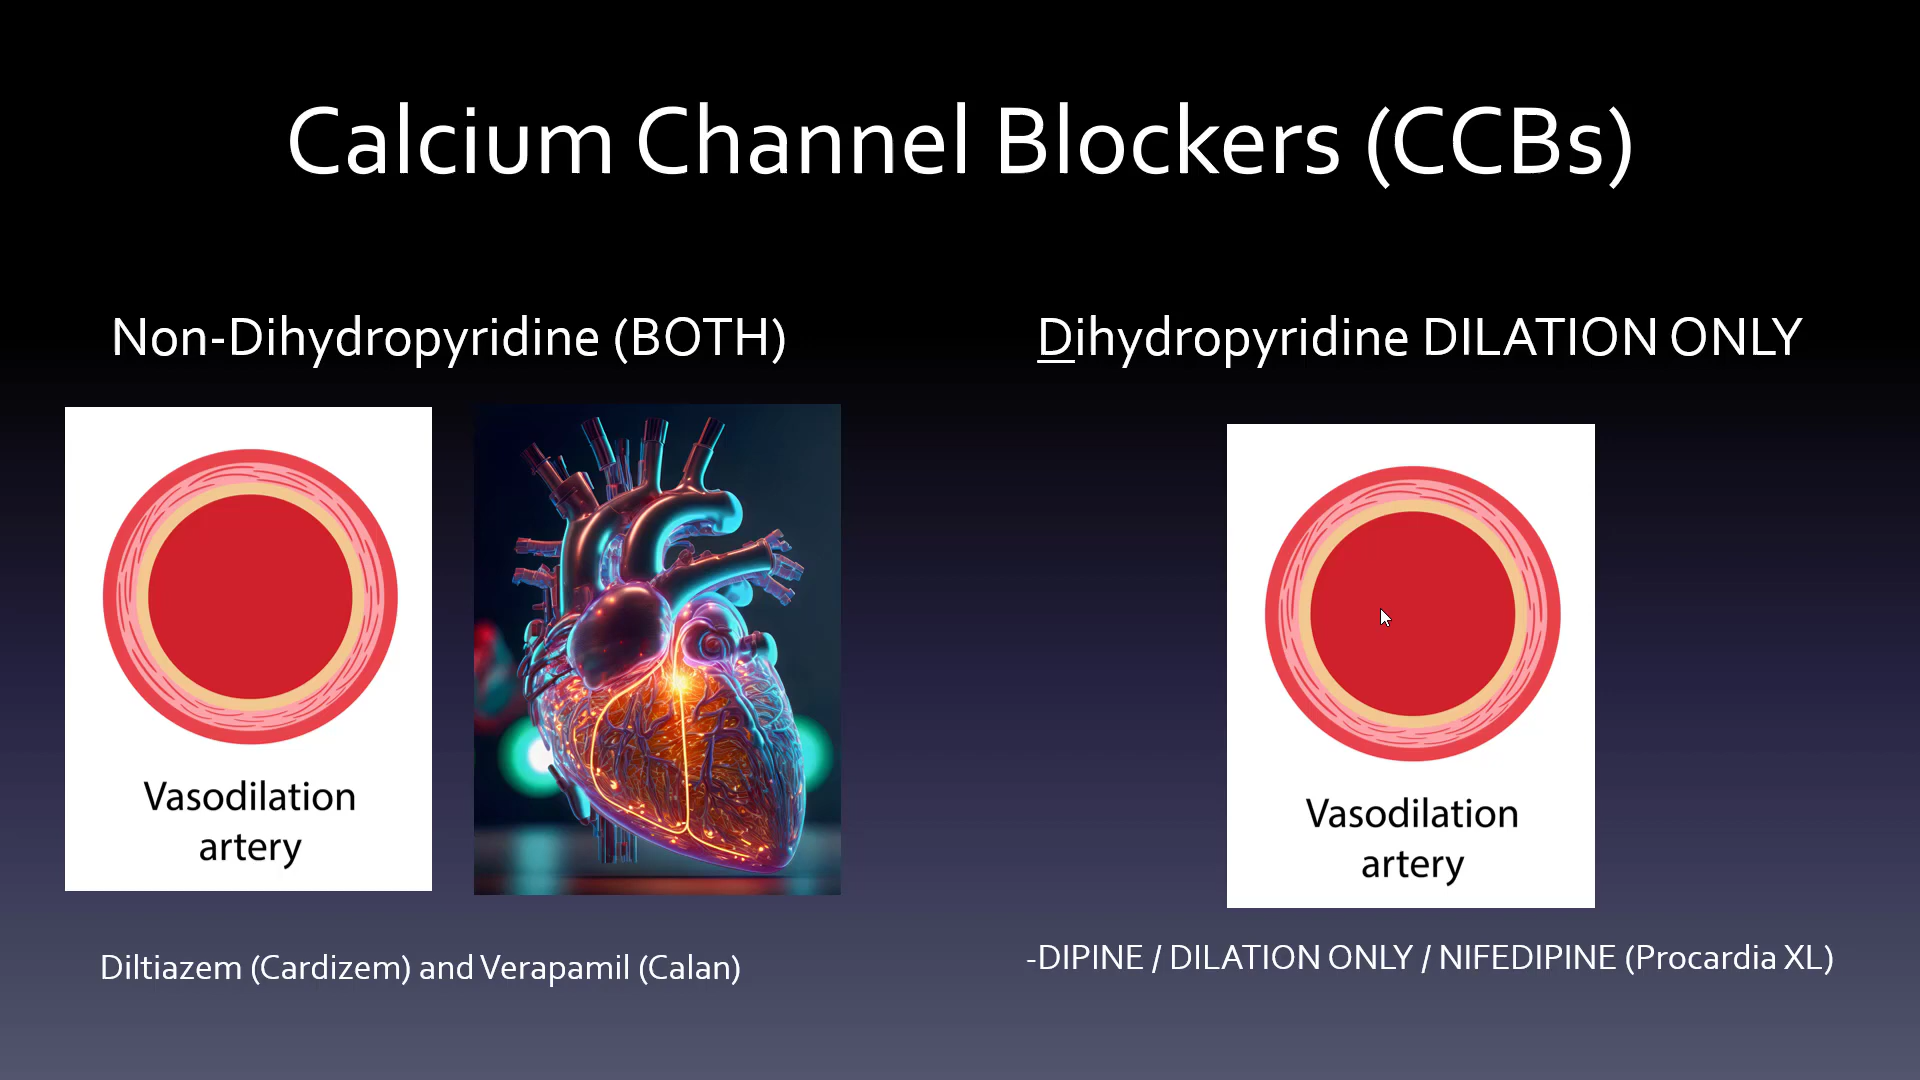 Calcium Channel Blockers (CCBs)
Non-Dihydropyridine (BOTH)
Vasodilation
artery
Diltiazem (Cardizem) and Verapamil (Calan)
Dihydropyridine DILATION ONLY
Vasodilation
artery
-DIPINE / DILATION ONLY / NIFEDIPINE (Procardia XL)